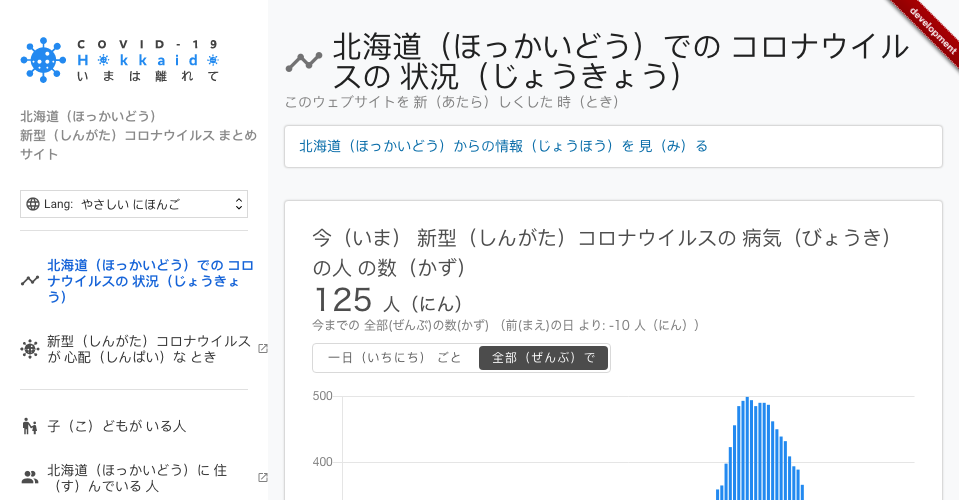 COVID-19
Hokkaido
いまは離れて
北海道（ほっかいどう）
新型（しんがた）コロナウイルス まとめ
サイト
Lang: やさしい にほんご
北海道（ほっかいどう）での コロ
ナウイルスの 状況（じょうきょ
う）
新型（しんがた）コロナウイルス
が 心配（しんぱい）な とき
子（こ）どもが いる人
北海道（ほっかいどう）に 住
（す）んでいる 人
development
北海道（ほっかいどう）での コロナウイル
スの 状況（じょうきょう）
このウェブサイトを 新（あたら）しくした 時（とき）
北海道（ほっかいどう）からの情報（じょうほう）を 見（み）る
今（いま） 新型（しんがた）コロナウイルスの 病気（びょうき）
の人 の数（かず）
125 人（にん）
今までの 全部(ぜんぶ)の数(かず) （前(まえ)の日 より: -10 人（にん））
一日（いちにち） ごと
全部（ぜんぶ）で
500
400